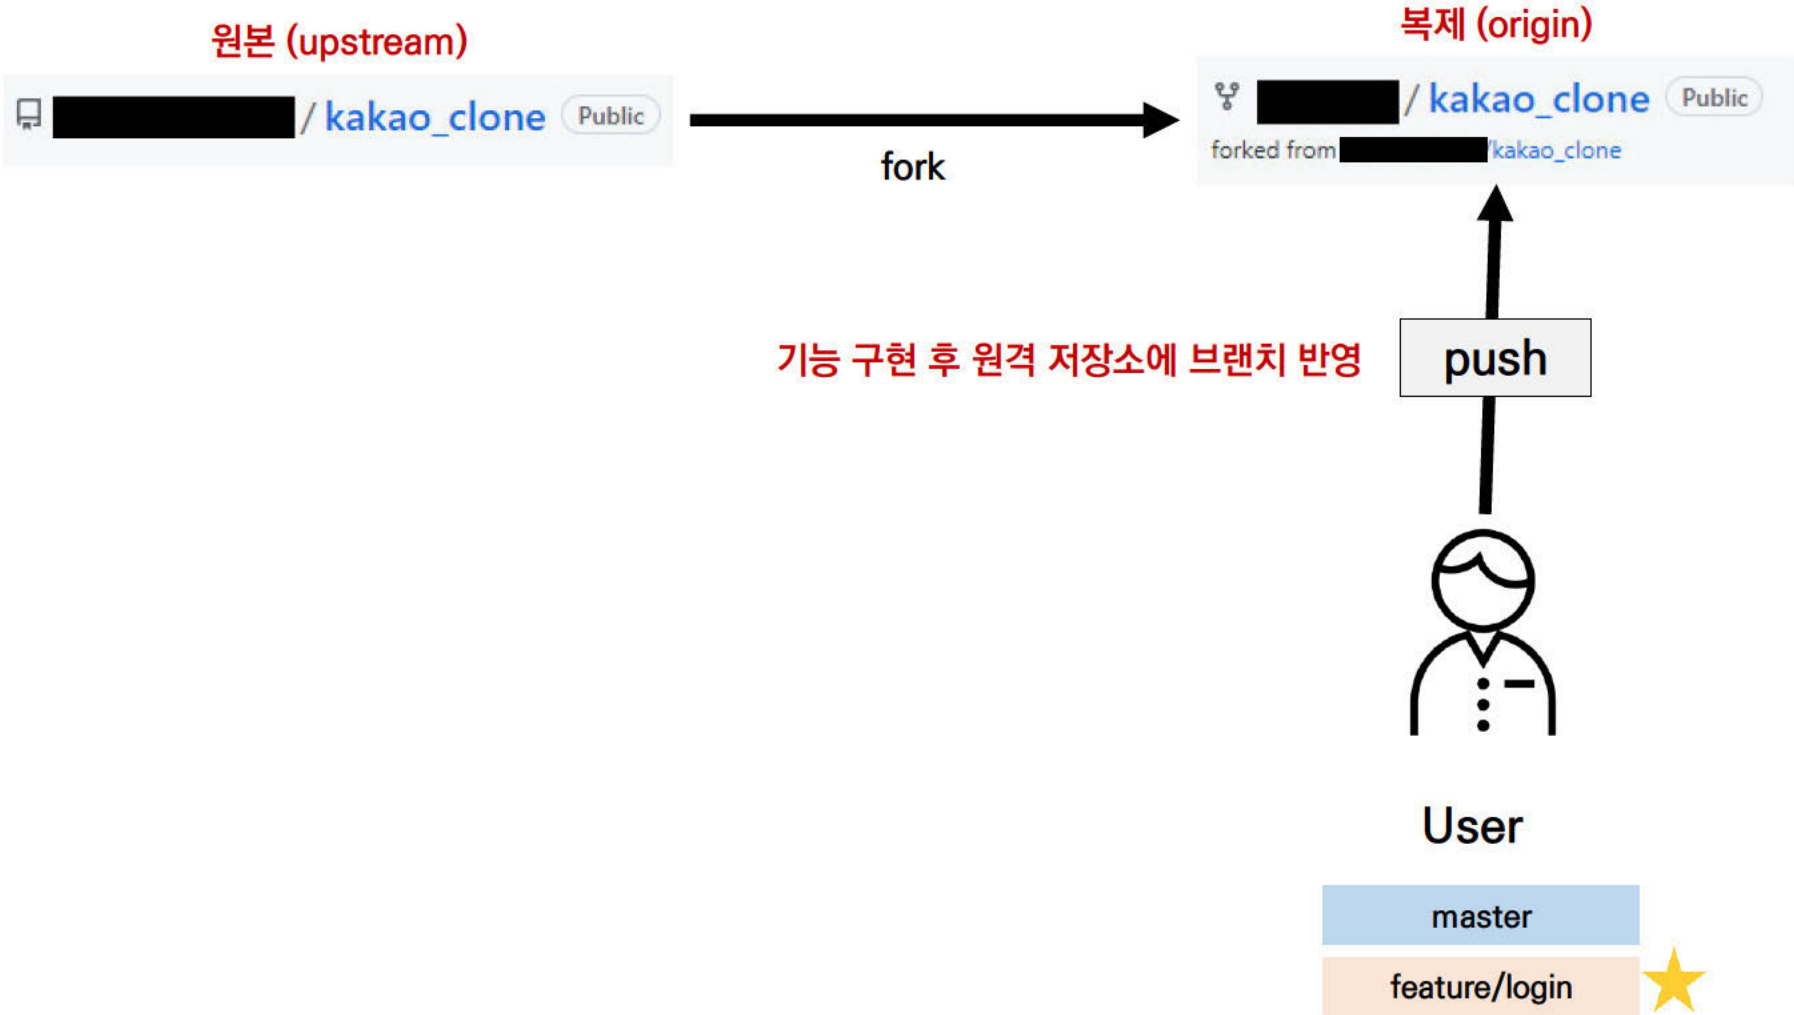 원본 (upstream)
/ kakao_clone Public
fork
복제 (origin)
/ kakao_clone Public
forked from /kakao_clone
기능 구현 후 원격 저장소에 브랜치 반영
push
User
master
feature/login